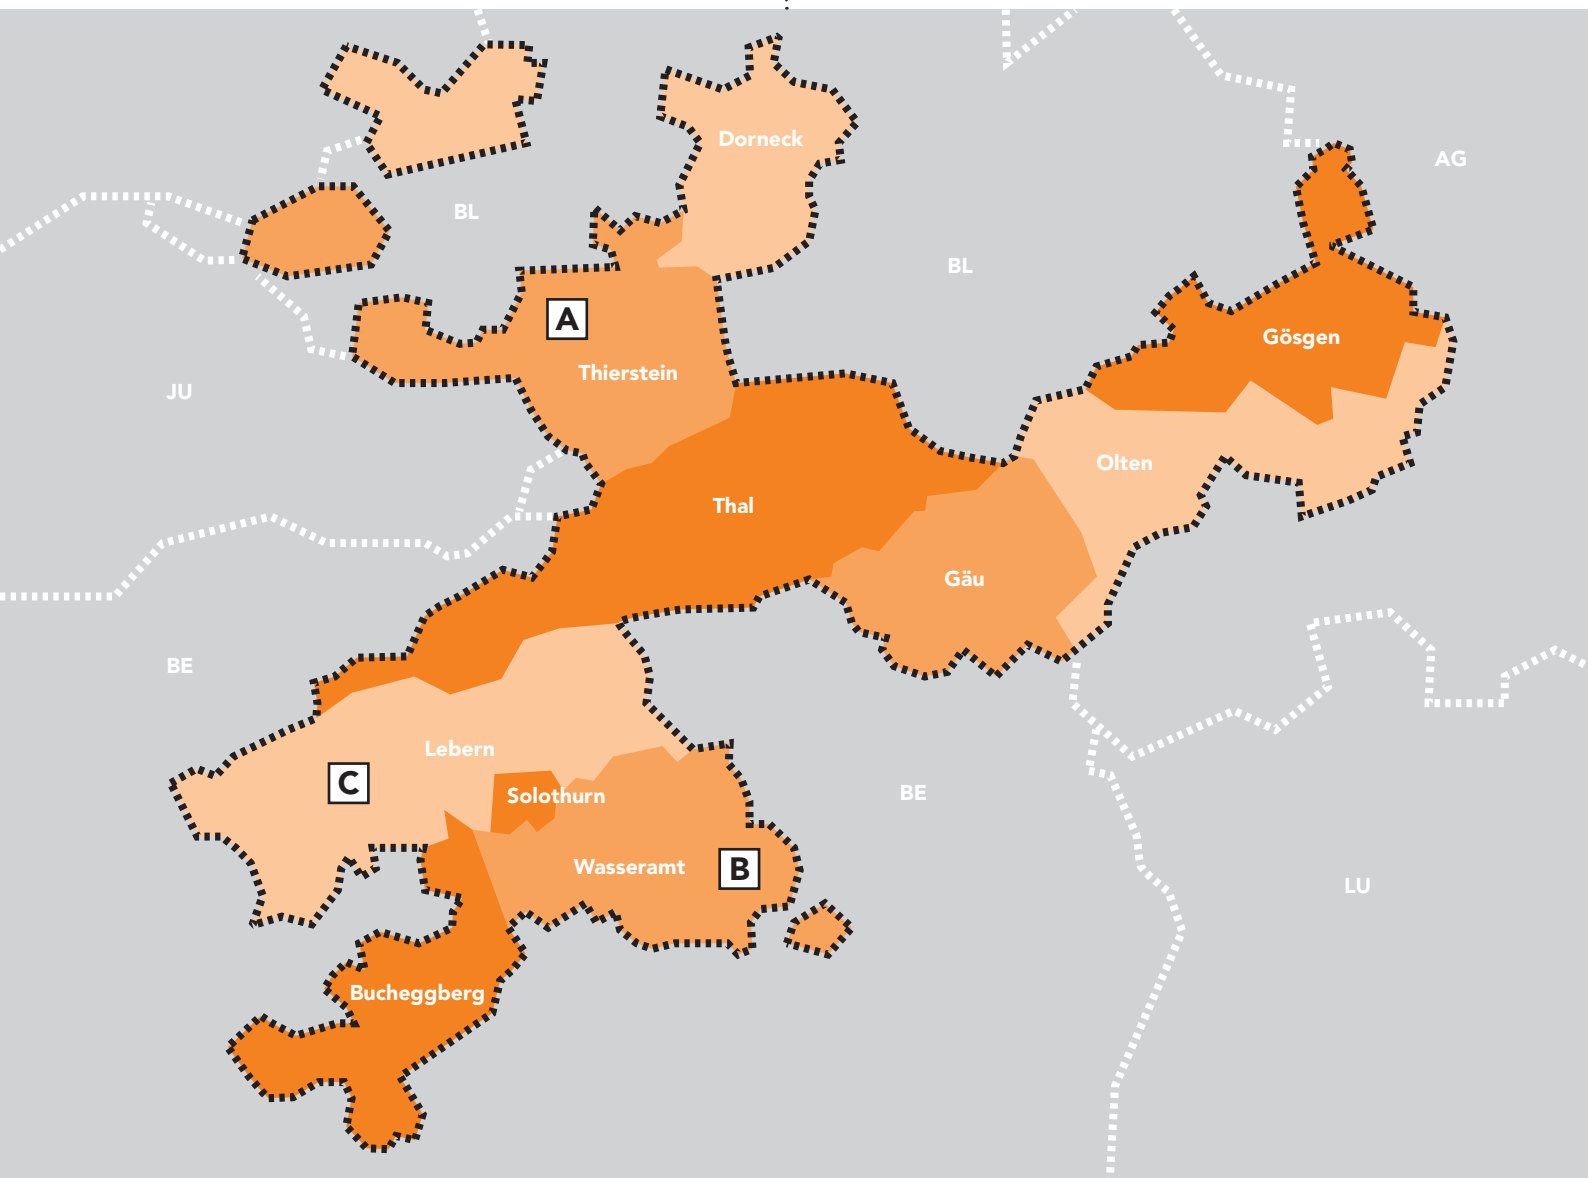 Dorneck
AG
BL
BL
A
Gösgen
Thierstein
JU
Olten
Thal
Gäu
BE
Lebern
C
Solothurn
BE
Wasseramt
B
LU
Bucheggberg